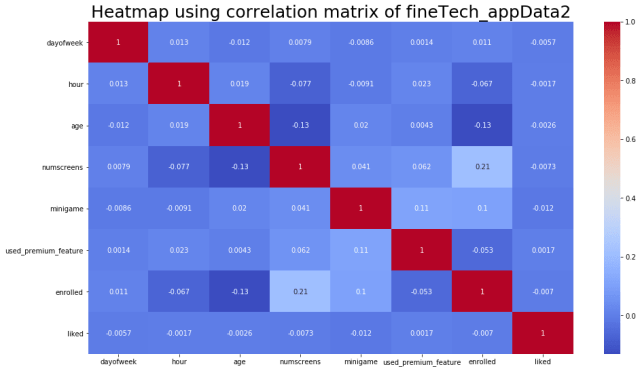 Heatmap using correlation matrix of fineTech_appData2
dayofweek 1 0.013 -0.012 0.0079 -0.0086 0.0014 0.011 -0.0057
hour 0.013 1 0.019 -0.077 -0.0091 0.023 -0.067 -0.0017
age -0.012 0.019 1 -0.13 0.02 0.0043 -0.13 -0.0026
numscreens 0.0079 -0.077 -0.13 1 0.041 0.062 0.21 -0.0073
minigame -0.0086 -0.0091 0.02 0.041 1 0.11 0.1 -0.012
used_premium_feature 0.0014 0.023 0.0043 0.062 0.11 1 -0.053 0.0017
enrolled 0.011 -0.067 -0.13 0.21 0.1 -0.053 1 -0.007
liked -0.0057 -0.0017 -0.0026 -0.0073 -0.012 0.0017 -0.007 1
dayofweek hour age numscreens minigame used_premium_feature enrolled liked
1.0
0.8
0.6
0.4
0.2
0.0